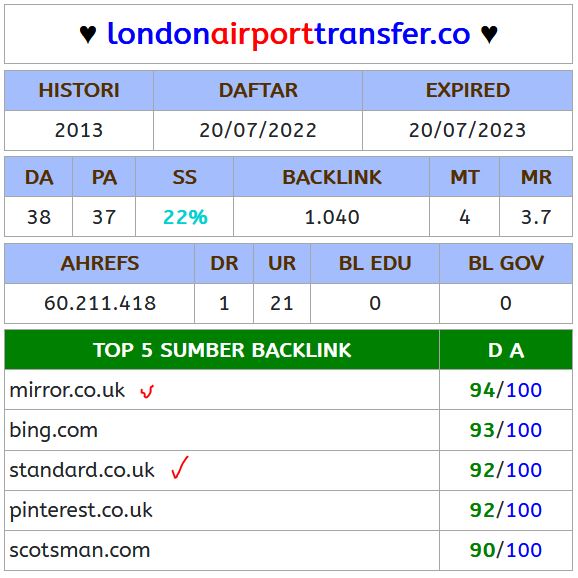 ♥ londonairporttransfer.co ♥
HISTORI DAFTAR EXPIRED
2013 20/07/2022 20/07/2023
DA PA SS BACKLINK MT MR
38 37 22% 1.040 4 3.7
AHREFS DR UR BL EDU BL GOV
60.211.418 1 21 0 0
TOP 5 SUMBER BACKLINK D A
mirror.co.uk 94/100
bing.com 93/100
standard.co.uk 92/100
pinterest.co.uk 92/100
scotsman.com 90/100